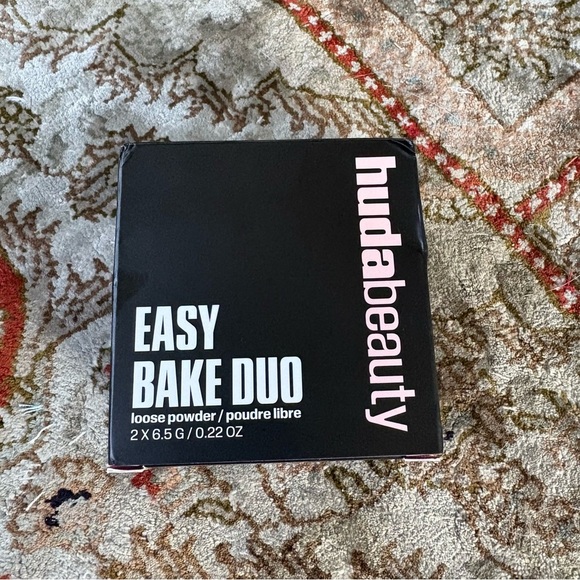 hudabeauty
EASY
BAKE DUO
loose powder / poudre libre
2 X 6.5 G / 0.22 OZ